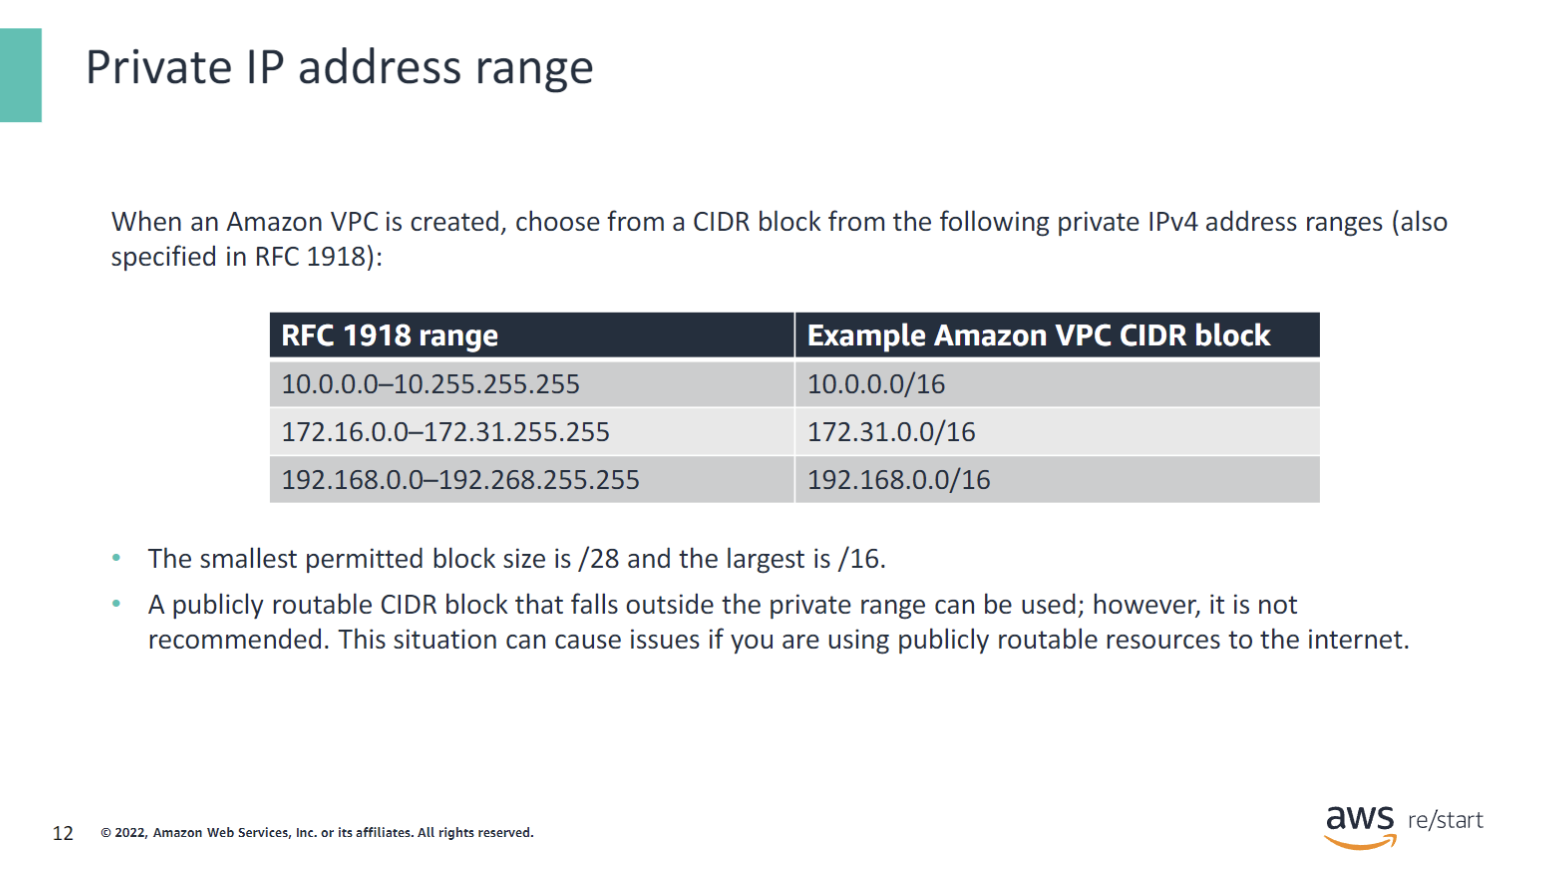 Private IP address range
When an Amazon VPC is created, choose from a CIDR block from the following private IPv4 address ranges (also
specified in RFC 1918):
RFC 1918 range Example Amazon VPC CIDR block
10.0.0.0–10.255.255.255 10.0.0.0/16
172.16.0.0–172.31.255.255 172.31.0.0/16
192.168.0.0–192.268.255.255 192.168.0.0/16
• The smallest permitted block size is /28 and the largest is /16.
• A publicly routable CIDR block that falls outside the private range can be used; however, it is not
recommended. This situation can cause issues if you are using publicly routable resources to the internet.
12 © 2022, Amazon Web Services, Inc. or its affiliates. All rights reserved.
aws re/start